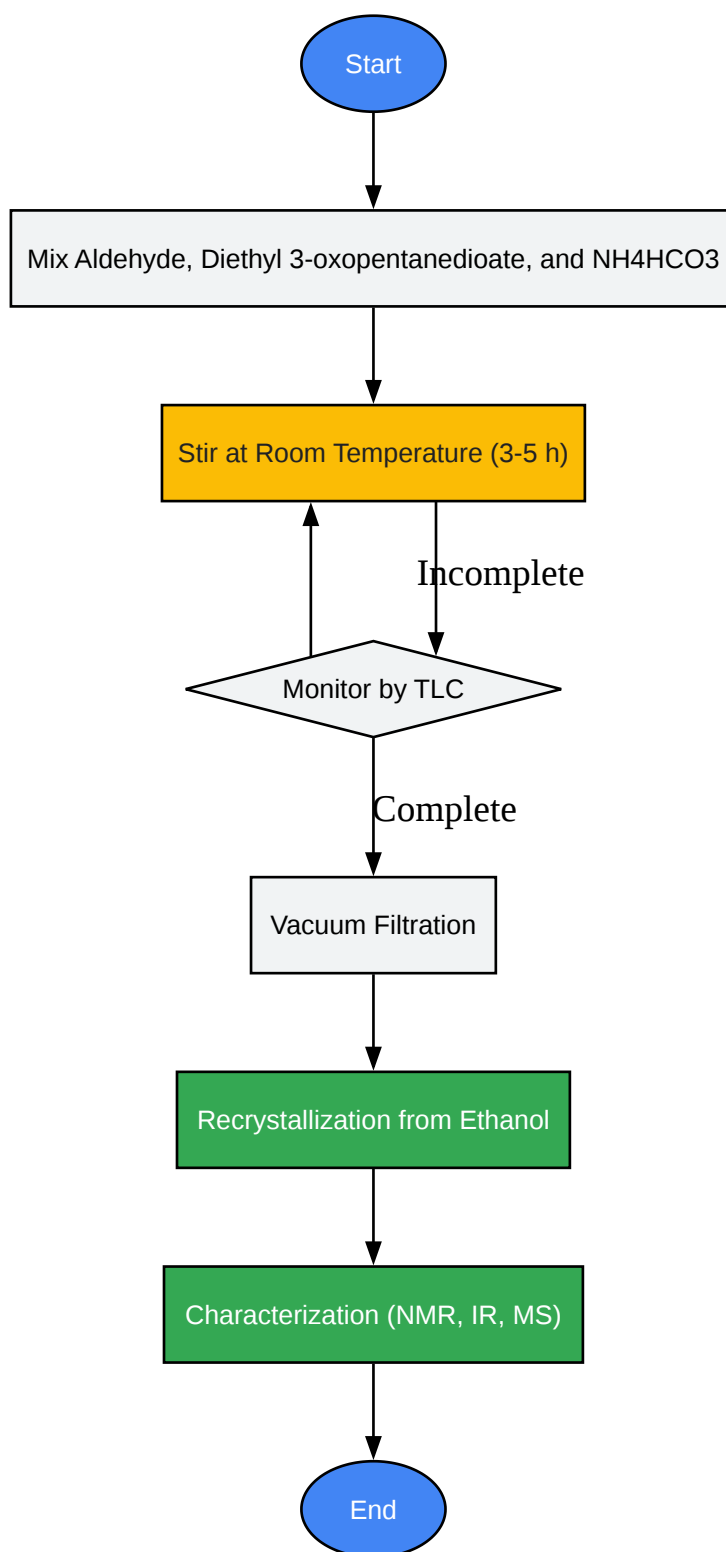 Start
Mix Aldehyde, Diethyl 3-oxopentanedioate, and NH4HCO3
Stir at Room Temperature (3-5 h)
Incomplete
Monitor by TLC
Complete
Vacuum Filtration
Recrystallization from Ethanol
Characterization (NMR, IR, MS)
End